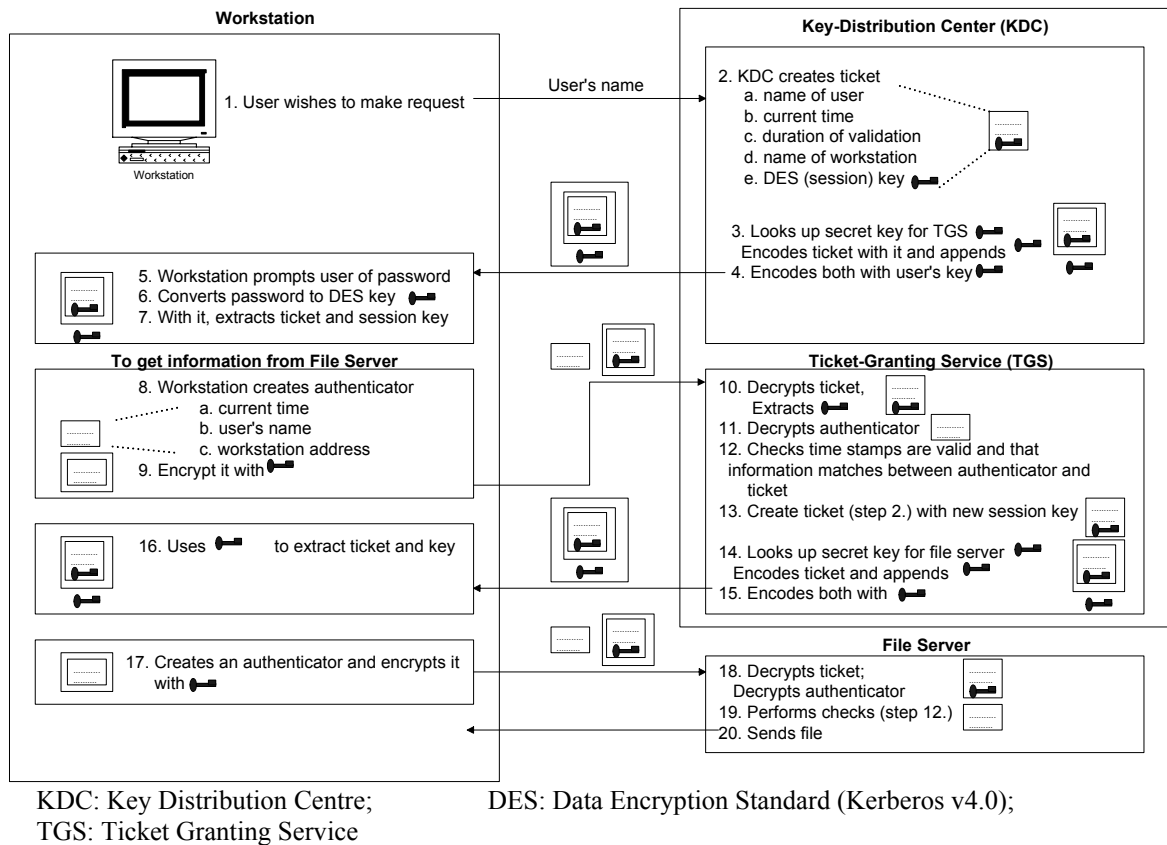 Workstation
Key-Distribution Center (KDC)
1. User wishes to make request
Workstation
User's name
2. KDC creates ticket
a. name of user
b. current time
c. duration of validation
d. name of workstation
e. DES (session) key
3. Looks up secret key for TGS
Encodes ticket with it and appends
4. Encodes both with user's key
5. Workstation prompts user of password
6. Converts password to DES key
7. With it, extracts ticket and session key
To get information from File Server
8. Workstation creates authenticator
a. current time
b. user's name
c. workstation address
9. Encrypt it with
Ticket-Granting Service (TGS)
10. Decrypts ticket,
Extracts
11. Decrypts authenticator
12. Checks time stamps are valid and that
information matches between authenticator and
ticket
13. Create ticket (step 2.) with new session key
14. Looks up secret key for file server
Encodes ticket and appends
15. Encodes both with
16. Uses to extract ticket and key
17. Creates an authenticator and encrypts it
with
File Server
18. Decrypts ticket;
Decrypts authenticator
19. Performs checks (step 12.)
20. Sends file
KDC: Key Distribution Centre; DES: Data Encryption Standard (Kerberos v4.0);
TGS: Ticket Granting Service